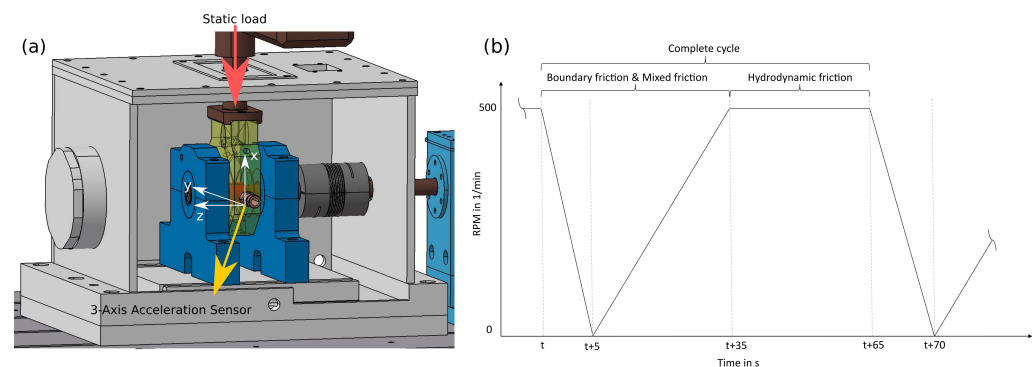 Static load
(a)
x
y
z
3-Axis Acceleration Sensor
(b)
Complete cycle
Boundary friction & Mixed friction
Hydrodynamic friction
500
RPM in 1/min
0
t
t+5
t+35
t+65
t+70
Time in s